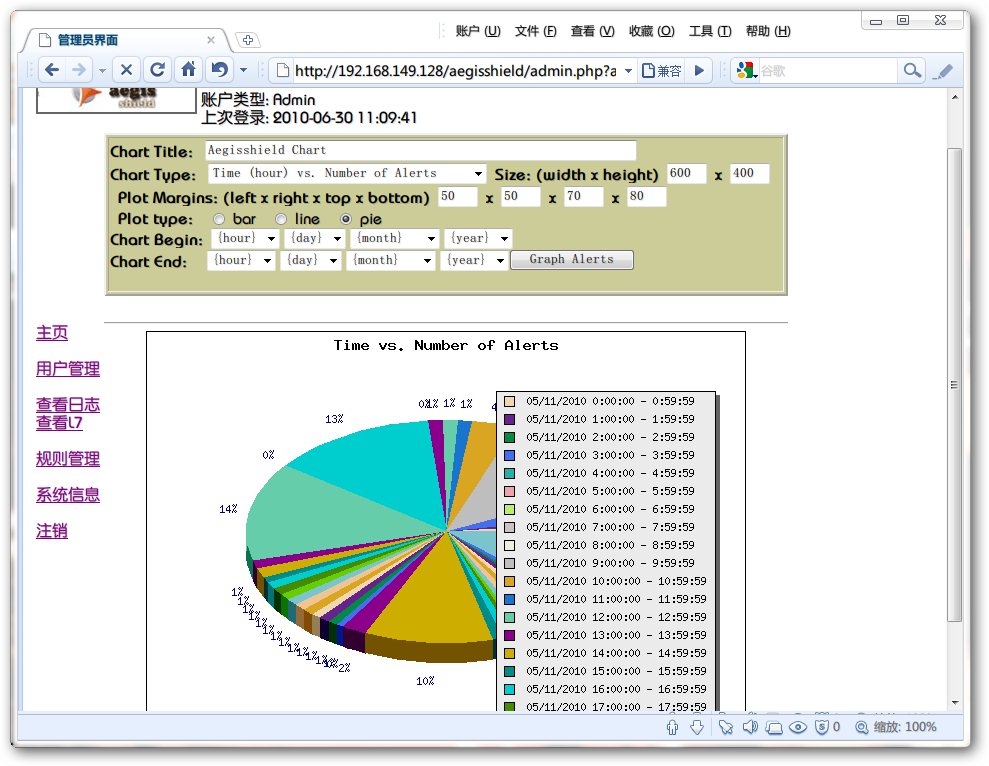 管理员界面
账户 (U) 文件 (F) 查看 (V) 收藏 (O) 工具 (T) 帮助 (H)
http://192.168.149.128/aegisshield/admin.php?a 兼容 谷歌
aegis
shield
账户类型: Admin
上次登录: 2010-06-30 11:09:41
Chart Title: Aegisshield Chart
Chart Type: Time (hour) vs. Number of Alerts Size: (width x height) 600 x 400
Plot Margins: (left x right x top x bottom) 50 x 50 x 70 x 80
Plot type: bar line pie
Chart Begin: {hour} {day} {month} {year}
Chart End: {hour} {day} {month} {year} Graph Alerts
主页
用户管理
查看日志
查看l7
规则管理
系统信息
注销
Time vs. Number of Alerts
13%
1% 1%
0%
14%
1%
1%
1%
1%
1%
1%
1%
1%
1%
2%
10%
05/11/2010 0:00:00 - 0:59:59
05/11/2010 1:00:00 - 1:59:59
05/11/2010 2:00:00 - 2:59:59
05/11/2010 3:00:00 - 3:59:59
05/11/2010 4:00:00 - 4:59:59
05/11/2010 5:00:00 - 5:59:59
05/11/2010 6:00:00 - 6:59:59
05/11/2010 7:00:00 - 7:59:59
05/11/2010 8:00:00 - 8:59:59
05/11/2010 9:00:00 - 9:59:59
05/11/2010 10:00:00 - 10:59:59
05/11/2010 11:00:00 - 11:59:59
05/11/2010 12:00:00 - 12:59:59
05/11/2010 13:00:00 - 13:59:59
05/11/2010 14:00:00 - 14:59:59
05/11/2010 15:00:00 - 15:59:59
05/11/2010 16:00:00 - 16:59:59
05/11/2010 17:00:00 - 17:59:59
0 缩放: 100%